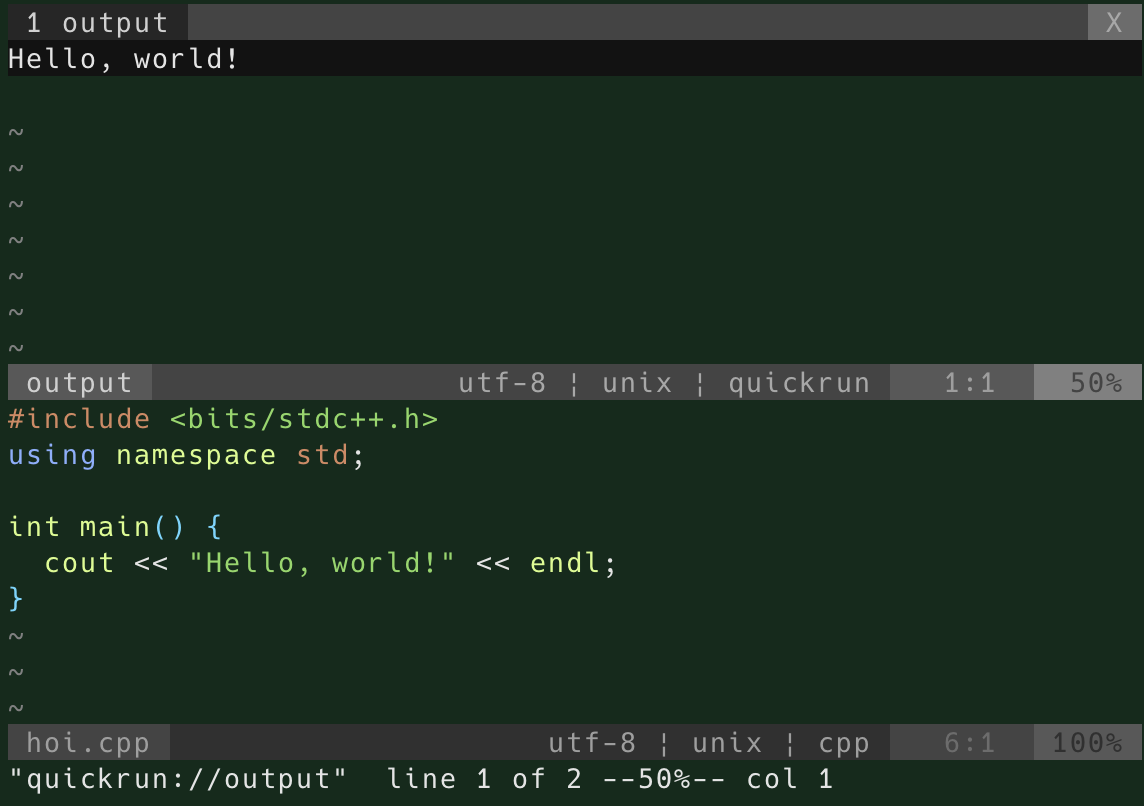 1 output X
Hello, world!
~
~
~
~
~
~
~
output utf-8 ¦ unix ¦ quickrun 1:1 50%
#include <bits/stdc++.h>
using namespace std;
int main() {
  cout << "Hello, world!" << endl;
}
~
~
~
hoi.cpp utf-8 ¦ unix ¦ cpp 6:1 100%
"quickrun://output"  line 1 of 2 --50%-- col 1